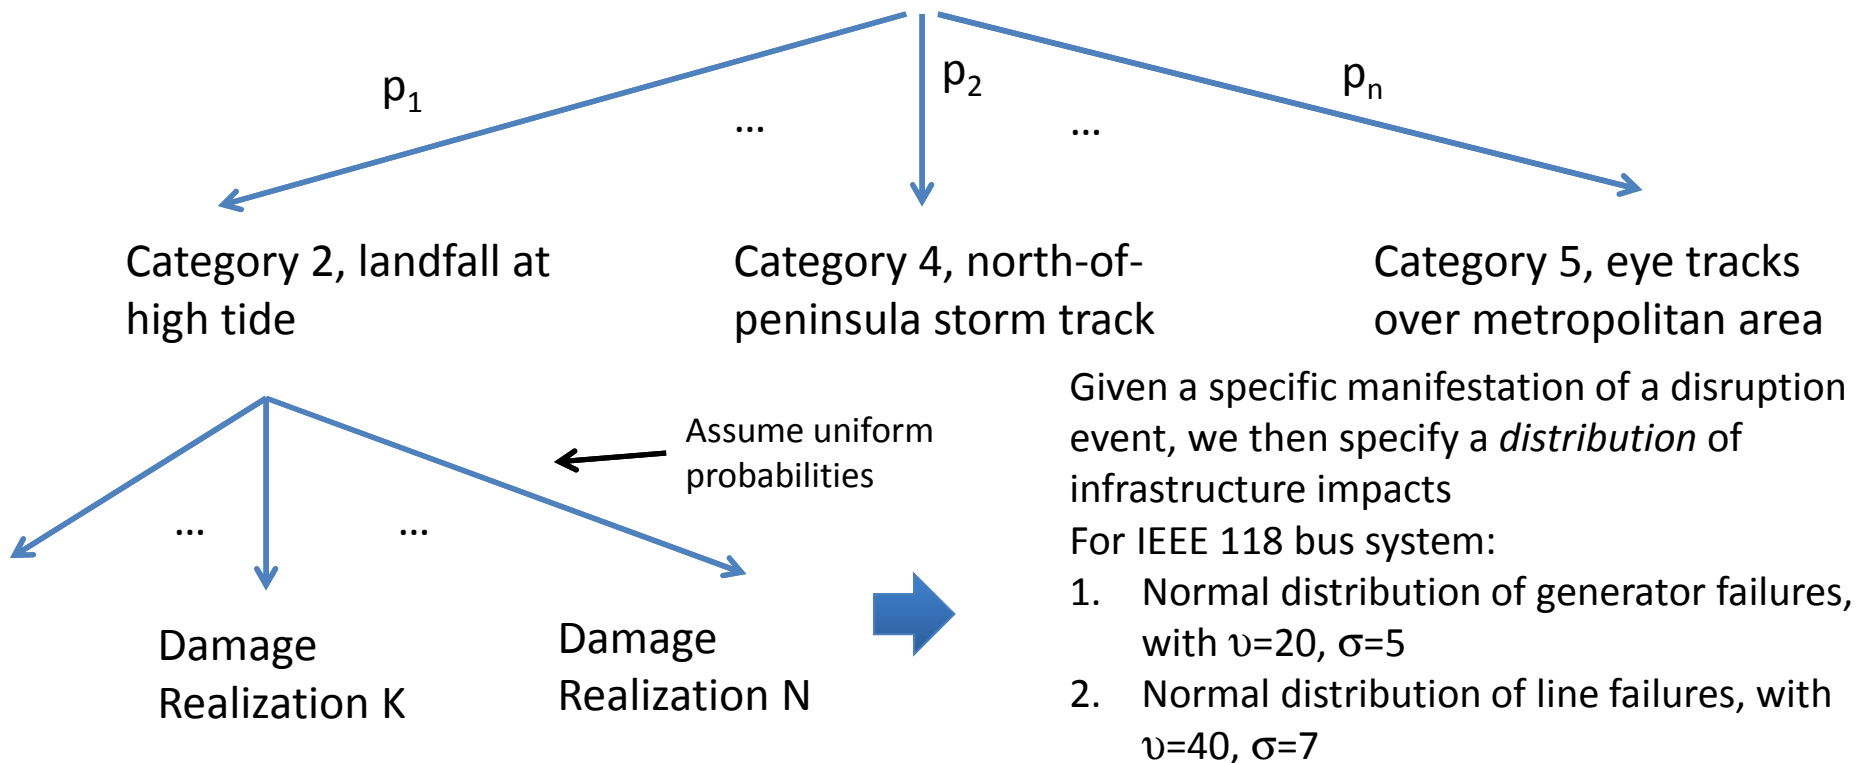 p₁
p₂
pₙ
...
...
Category 2, landfall at
high tide
Category 4, north-of-
peninsula storm track
Category 5, eye tracks
over metropolitan area
Assume uniform
probabilities
...
...
Damage
Realization K
Damage
Realization N
Given a specific manifestation of a disruption
event, we then specify a distribution of
infrastructure impacts
For IEEE 118 bus system:
1. Normal distribution of generator failures,
with υ=20, σ=5
2. Normal distribution of line failures, with
υ=40, σ=7